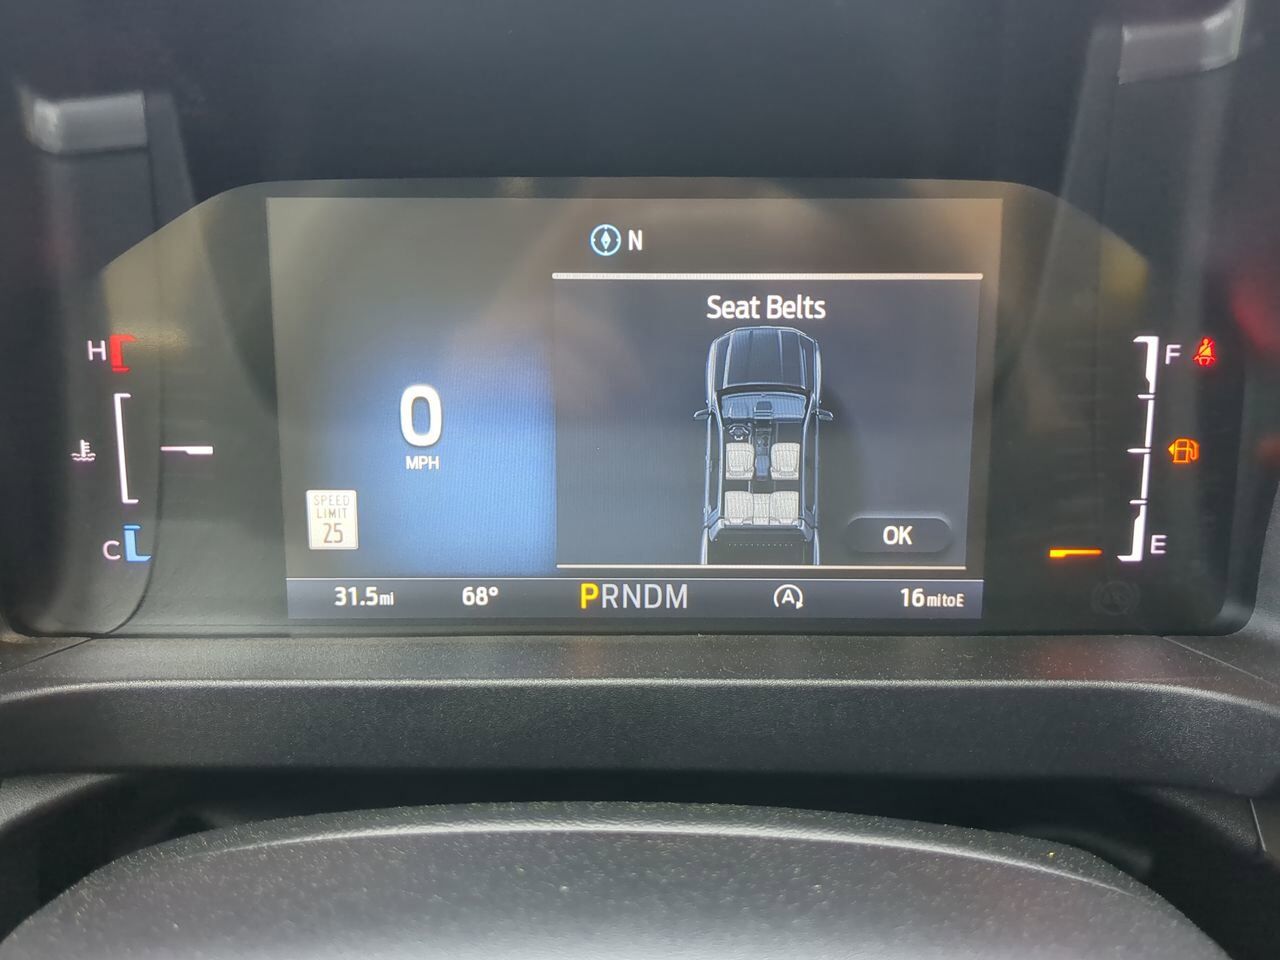 N
Seat Belts
H
F
0
MPH
SPEED
LIMIT
25
OK
C
E
31.5mi
68°
PRNDM
A
16mitoE